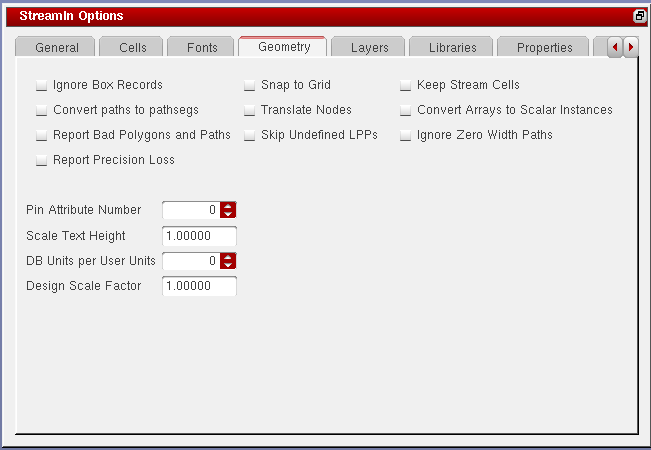 StreamIn Options
General Cells Fonts Geometry Layers Libraries Properties
Ignore Box Records Snap to Grid Keep Stream Cells
Convert paths to pathsegs Translate Nodes Convert Arrays to Scalar Instances
Report Bad Polygons and Paths Skip Undefined LPPs Ignore Zero Width Paths
Report Precision Loss
Pin Attribute Number 0
Scale Text Height 1.00000
DB Units per User Units 0
Design Scale Factor 1.00000